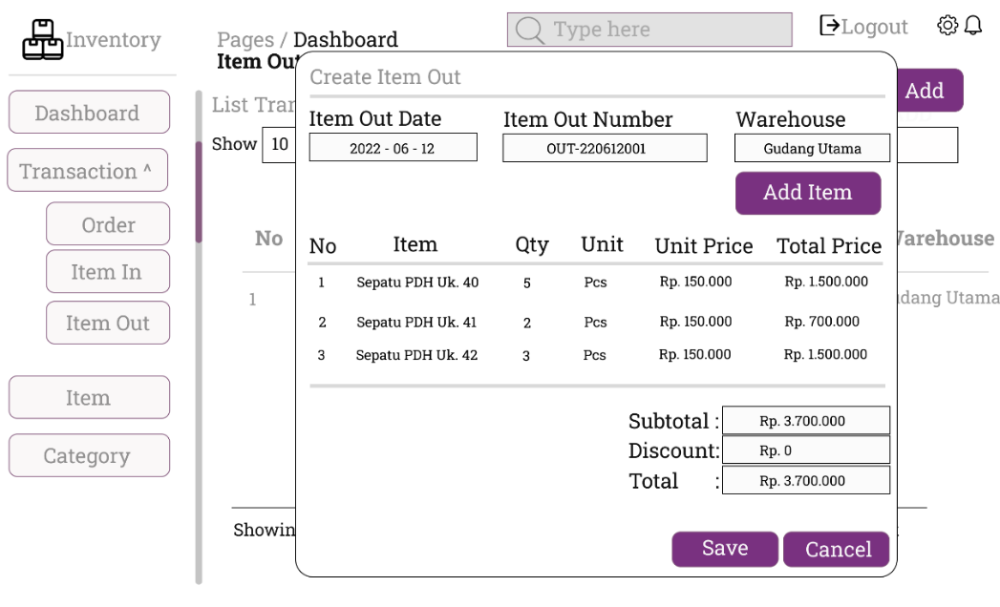 Inventory
Pages / Dashboard
Type here
Logout
Item Out
Create Item Out
Add
Dashboard
List Tran
Item Out Date
Item Out Number
Warehouse
Show 10
2022 - 06 - 12
OUT-220612001
Gudang Utama
Transaction ^
Add Item
Order
No
No Item Qty Unit Unit Price Total Price
Warehouse
Item In
1 Sepatu PDH Uk. 40 5 Pcs Rp. 150.000 Rp. 1.500.000
1
dang Utama
Item Out
2 Sepatu PDH Uk. 41 2 Pcs Rp. 150.000 Rp. 700.000
3 Sepatu PDH Uk. 42 3 Pcs Rp. 150.000 Rp. 1.500.000
Item
Category
Subtotal : Rp. 3.700.000
Discount: Rp. 0
Total : Rp. 3.700.000
Showin
Save
Cancel